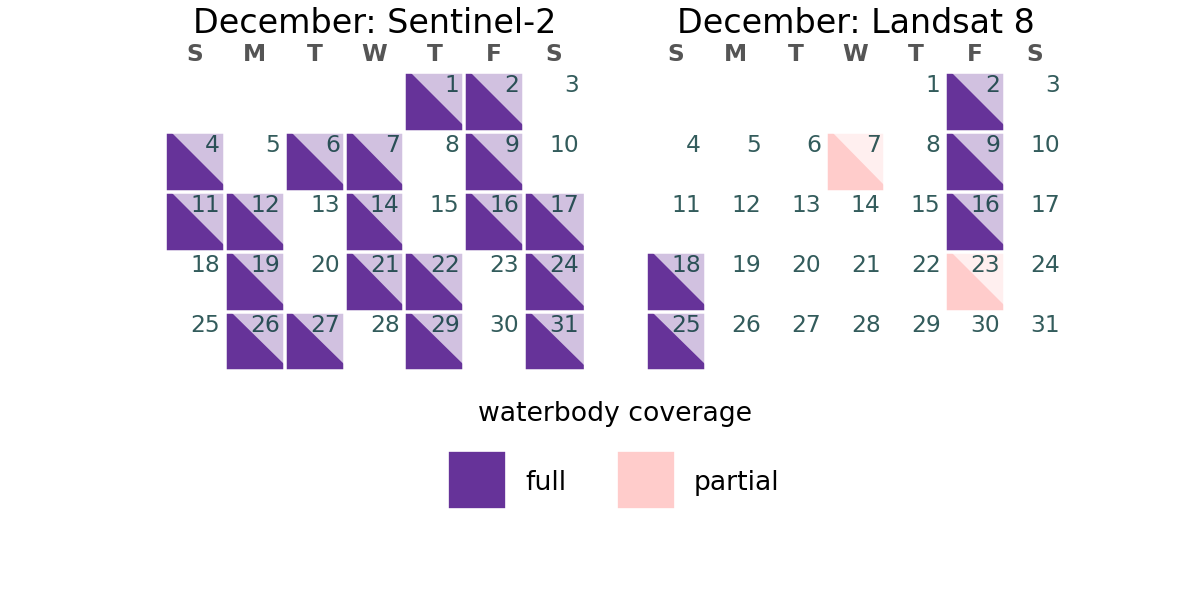 December: Sentinel-2
S M T W T F S
1 2 3
4 5 6 7 8 9 10
11 12 13 14 15 16 17
18 19 20 21 22 23 24
25 26 27 28 29 30 31
December: Landsat 8
S M T W T F S
1 2 3
4 5 6 7 8 9 10
11 12 13 14 15 16 17
18 19 20 21 22 23 24
25 26 27 28 29 30 31
waterbody coverage
full partial